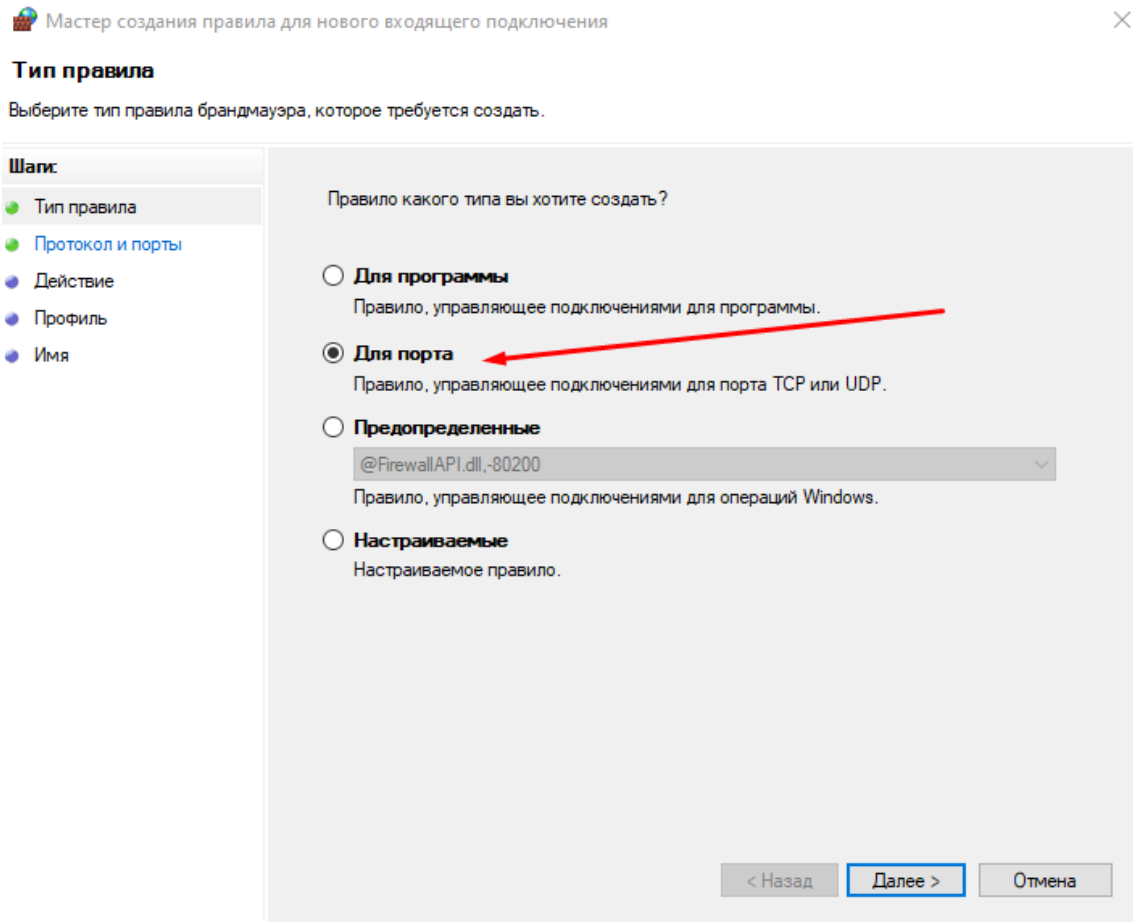 Мастер создания правила для нового входящего подключения
Тип правила
Выберите тип правила брандмауэра, которое требуется создать.
Шаги:
Тип правила
Протокол и порты
Действие
Профиль
Имя
Правило какого типа вы хотите создать?
Для программы
Правило, управляющее подключениями для программы.
Для порта
Правило, управляющее подключениями для порта TCP или UDP.
Предопределенные
@FirewallAPI.dll,-80200
Правило, управляющее подключениями для операций Windows.
Настраиваемые
Настраиваемое правило.
< Назад
Далее >
Отмена